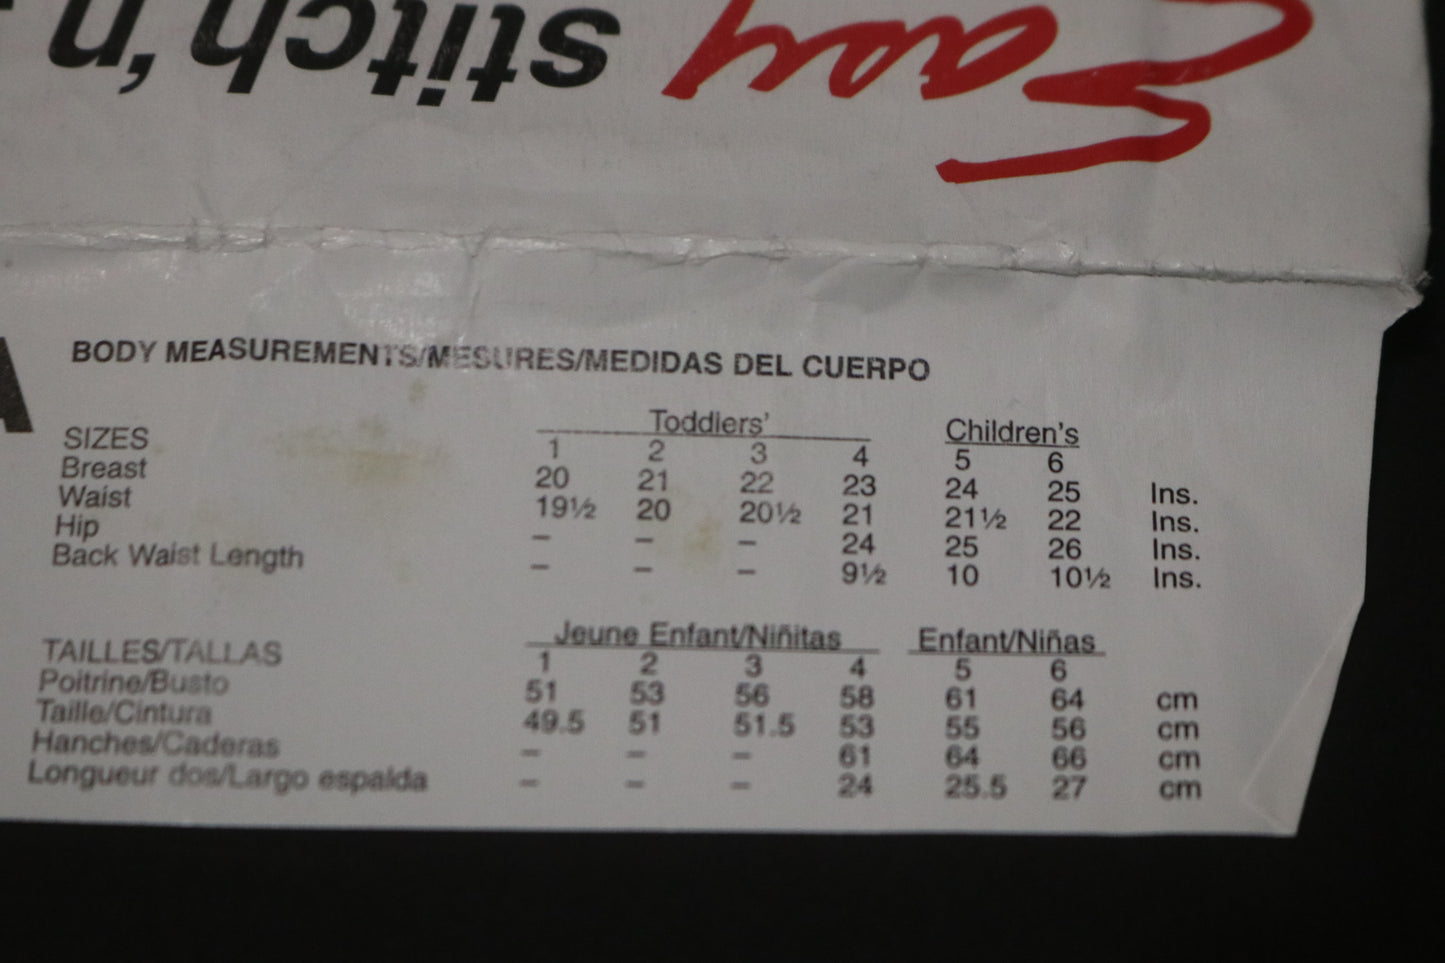 Easy stitch 'n
A
BODY MEASUREMENTS/MESURES/MEDIDAS DEL CUERPO
Toddlers' Children's
SIZES 1 2 3 4 5 6
Breast 20 21 22 23 24 25 Ins.
Waist 19½ 20 20½ 21 21½ 22 Ins.
Hip – – – 24 25 26 Ins.
Back Waist Length – – – 9½ 10 10½ Ins.
Jeune Enfant/Niñitas Enfant/Niñas
TAILLES/TALLAS 1 2 3 4 5 6
Poitrine/Busto 51 53 56 58 61 64 cm
Taille/Cintura 49.5 51 51.5 53 55 56 cm
Hanches/Caderas – – – 61 64 66 cm
Longueur dos/Largo espalda – – – 24 25.5 27 cm